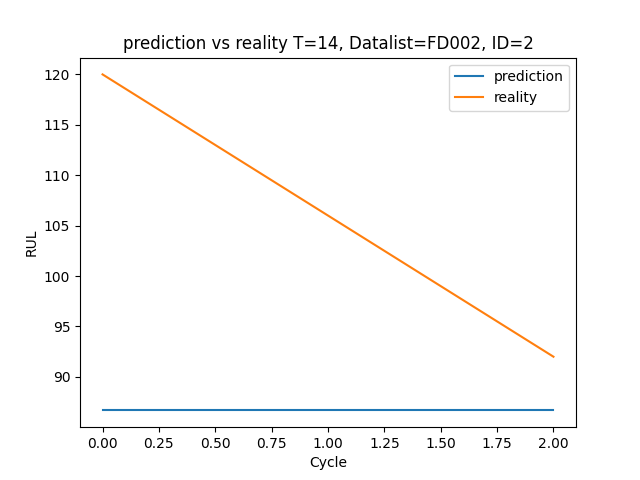 prediction vs reality T=14, Datalist=FD002, ID=2
prediction
reality
120
115
110
105
100
95
90
RUL
0.00 0.25 0.50 0.75 1.00 1.25 1.50 1.75 2.00
Cycle